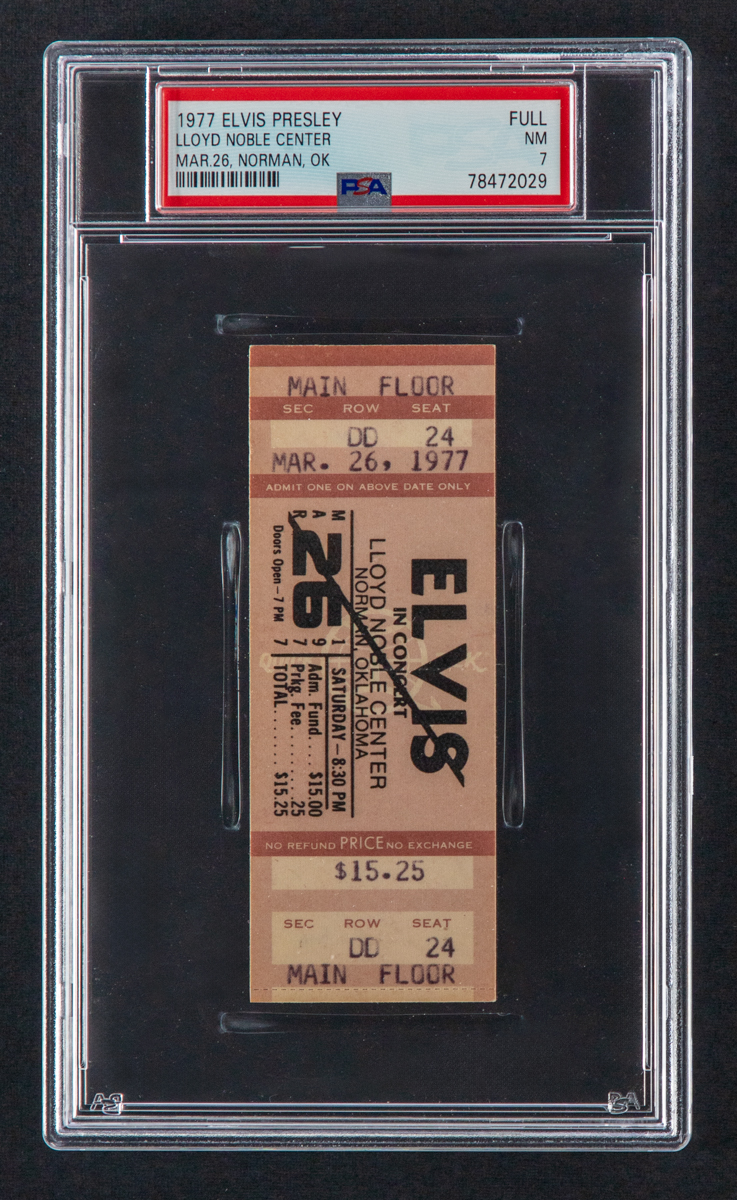 1977 ELVIS PRESLEY FULL
LLOYD NOBLE CENTER NM
MAR.26, NORMAN, OK 7
PSA 78472029
MAIN FLOOR
SEC ROW SEAT
DD 24
MAR. 26, 1977
ADMIT ONE ON ABOVE DATE ONLY
ELVIS
IN CONCERT
LLOYD NOBLE CENTER
NORMAN, OKLAHOMA
MAR 26 1977
SATURDAY – 8:30 PM
Doors Open – 7 PM
Adm. Fund.... $15.00
Prkg. Fee...... .25
TOTAL....... $15.25
NO REFUND PRICE NO EXCHANGE
$15.25
SEC ROW SEAT
DD 24
MAIN FLOOR